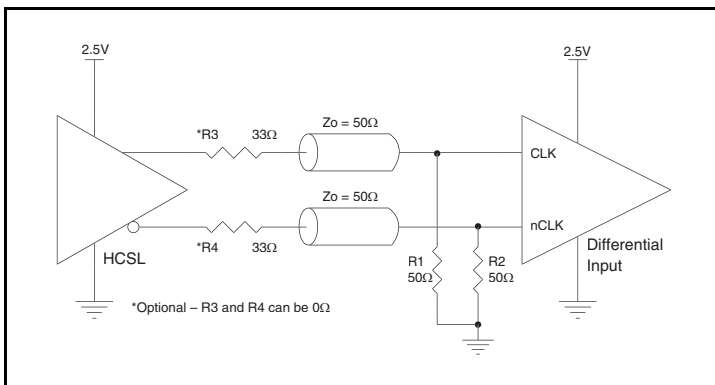 2.5V
2.5V
*R3 33Ω
Zo = 50Ω
CLK
Zo = 50Ω
nCLK
*R4 33Ω
HCSL
R1
50Ω
R2
50Ω
Differential
Input
*Optional – R3 and R4 can be 0Ω